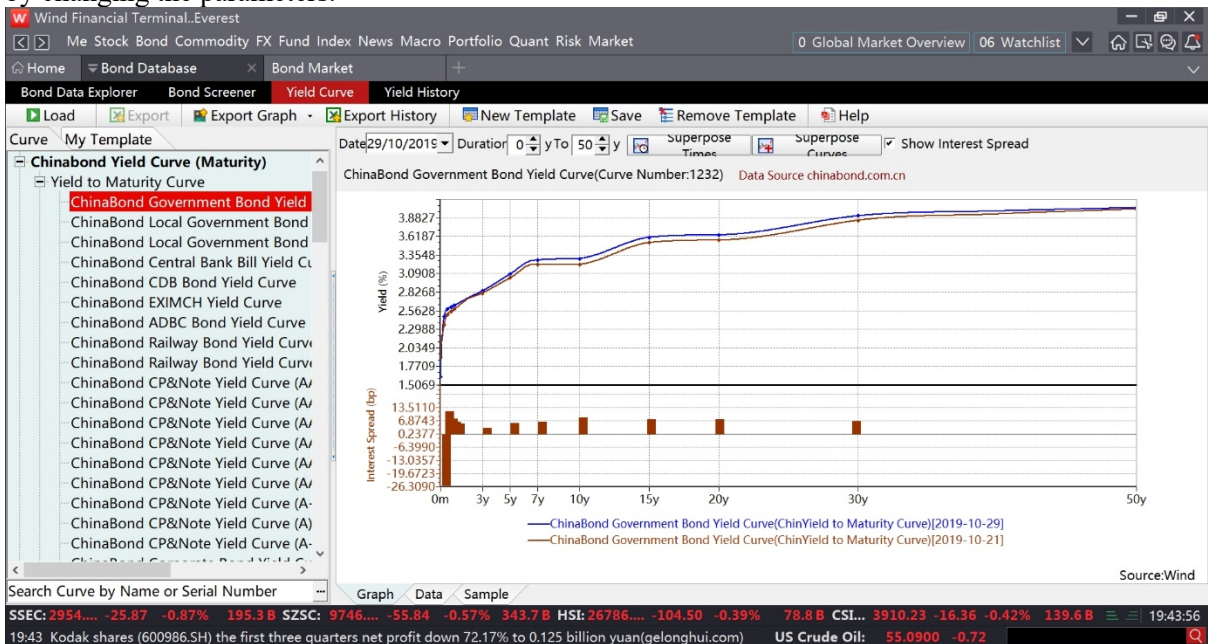 by changing the parameters.
W Wind Financial Terminal..Everest
Me Stock Bond Commodity FX Fund Index News Macro Portfolio Quant Risk Market 0 Global Market Overview 06 Watchlist
Home Bond Database × Bond Market +
Bond Data Explorer Bond Screener Yield Curve Yield History
Load Export Export Graph Export History New Template Save Remove Template Help
Curve My Template
Date 29/10/2019 Duration 0 y To 50 y Superpose Times Superpose Curves Show Interest Spread
ChinaBond Government Bond Yield Curve(Curve Number:1232) Data Source chinabond.com.cn
Chinabond Yield Curve (Maturity)
Yield to Maturity Curve
ChinaBond Government Bond Yield
ChinaBond Local Government Bond
ChinaBond Local Government Bond
ChinaBond Central Bank Bill Yield Cu
ChinaBond CDB Bond Yield Curve
ChinaBond EXIMCH Yield Curve
ChinaBond ADBC Bond Yield Curve
ChinaBond Railway Bond Yield Curve
ChinaBond Railway Bond Yield Curve
ChinaBond CP&Note Yield Curve (AA
ChinaBond CP&Note Yield Curve (AA
ChinaBond CP&Note Yield Curve (AA
ChinaBond CP&Note Yield Curve (AA
ChinaBond CP&Note Yield Curve (AA
ChinaBond CP&Note Yield Curve (AA
ChinaBond CP&Note Yield Curve (A-
ChinaBond CP&Note Yield Curve (A)
ChinaBond CP&Note Yield Curve (A-
Search Curve by Name or Serial Number ...
Yield (%)
3.8827
3.6187
3.3548
3.0908
2.8268
2.5628
2.2988
2.0349
1.7709
1.5069
Interest Spread (bp)
13.5110
6.8743
0.2377
-6.3990
-13.0357
-19.6723
-26.3090
0m 3y 5y 7y 10y 15y 20y 30y 50y
ChinaBond Government Bond Yield Curve(ChinYield to Maturity Curve)[2019-10-29]
ChinaBond Government Bond Yield Curve(ChinYield to Maturity Curve)[2019-10-21]
Source:Wind
Graph Data Sample
SSEC: 2954.... -25.87 -0.87% 195.3 B SZSC: 9746.... -55.84 -0.57% 343.7 B HSI: 26786.... -104.50 -0.39% 78.8 B CSI... 3910.23 -16.36 -0.42% 139.6 B 19:43:56
19:43 Kodak shares (600986.SH) the first three quarters net profit down 72.17% to 0.125 billion yuan(gelonghui.com) US Crude Oil: 55.0900 -0.72